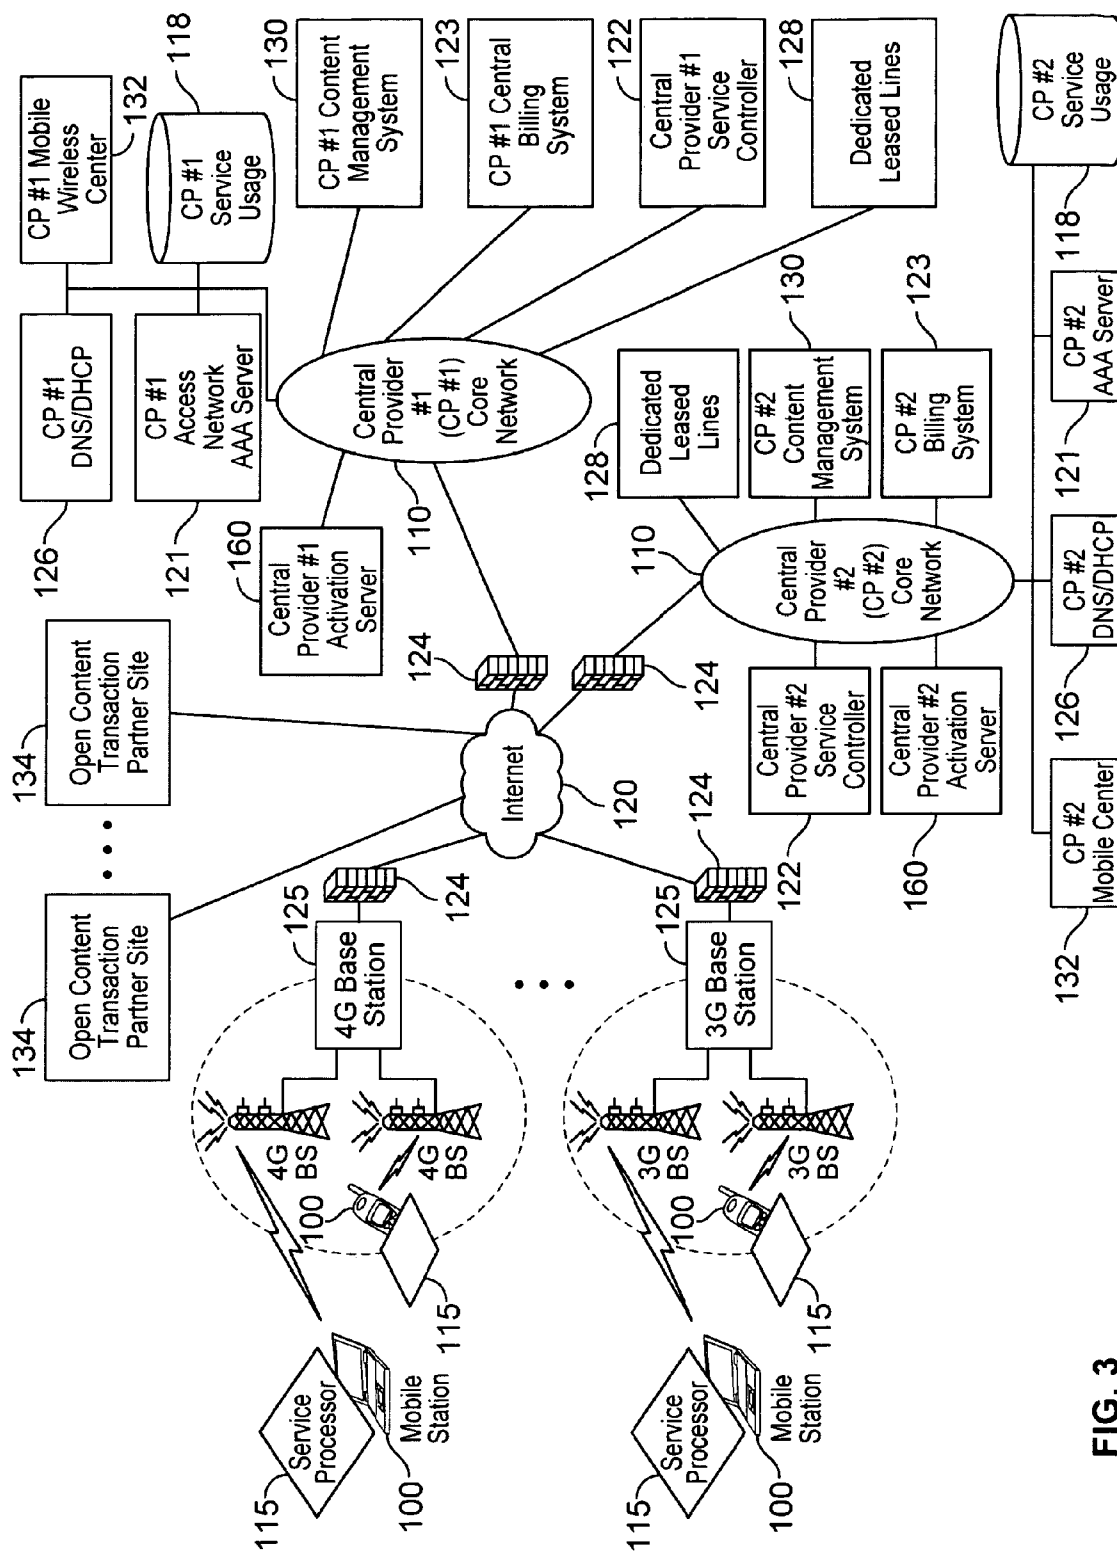 132
CP #1 Mobile
Wireless
Center
118
CP #1
Service
Usage
130
CP #1 Content
Management
System
123
CP #1 Central
Billing
System
122
Central
Provider #1
Service
Controller
128
Dedicated
Leased Lines
126
CP #1
DNS/DHCP
121
CP #1
Access
Network
AAA Server
160
Central
Provider #1
Activation
Server
110
Central
Provider
#1
(CP #1)
Core
Network
134
Open Content
Transaction
Partner Site
134
Open Content
Transaction
Partner Site
124
124
Internet
120
124
124
125
4G Base
Station
4G
BS
4G
BS
100
115
115
Service
Processor
100
Mobile
Station
125
3G Base
Station
3G
BS
3G
BS
100
115
115
Service
Processor
100
Mobile
Station
110
Central
Provider
#2
(CP #2)
Core
Network
128
Dedicated
Leased
Lines
130
CP #2
Content
Management
System
123
CP #2
Billing
System
122
Central
Provider #2
Service
Controller
160
Central
Provider #2
Activation
Server
132
CP #2
Mobile Center
126
CP #2
DNS/DHCP
121
CP #2
AAA Server
118
CP #2
Service
Usage
FIG. 3